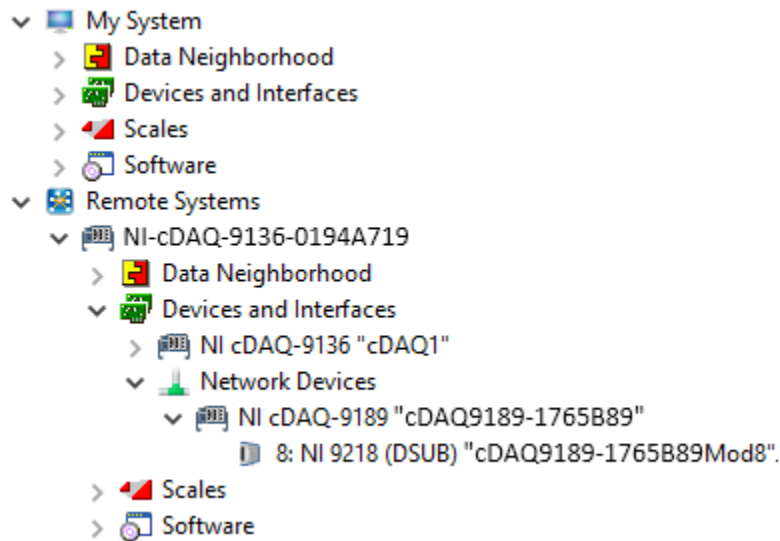 My System
Data Neighborhood
Devices and Interfaces
Scales
Software
Remote Systems
NI-cDAQ-9136-0194A719
Data Neighborhood
Devices and Interfaces
NI cDAQ-9136 "cDAQ1"
Network Devices
NI cDAQ-9189 "cDAQ9189-1765B89"
8: NI 9218 (DSUB) "cDAQ9189-1765B89Mod8".
Scales
Software